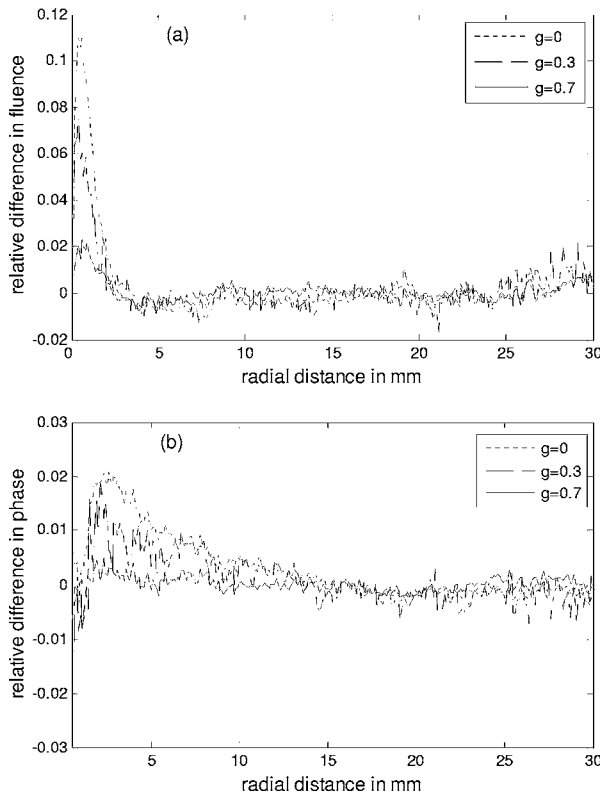 (a)
g=0
g=0.3
g=0.7
relative difference in fluence
0.12
0.1
0.08
0.06
0.04
0.02
0
-0.02
0 5 10 15 20 25 30
radial distance in mm
(b)
g=0
g=0.3
g=0.7
relative difference in phase
0.03
0.02
0.01
0
-0.01
-0.02
-0.03
5 10 15 20 25 30
radial distance in mm